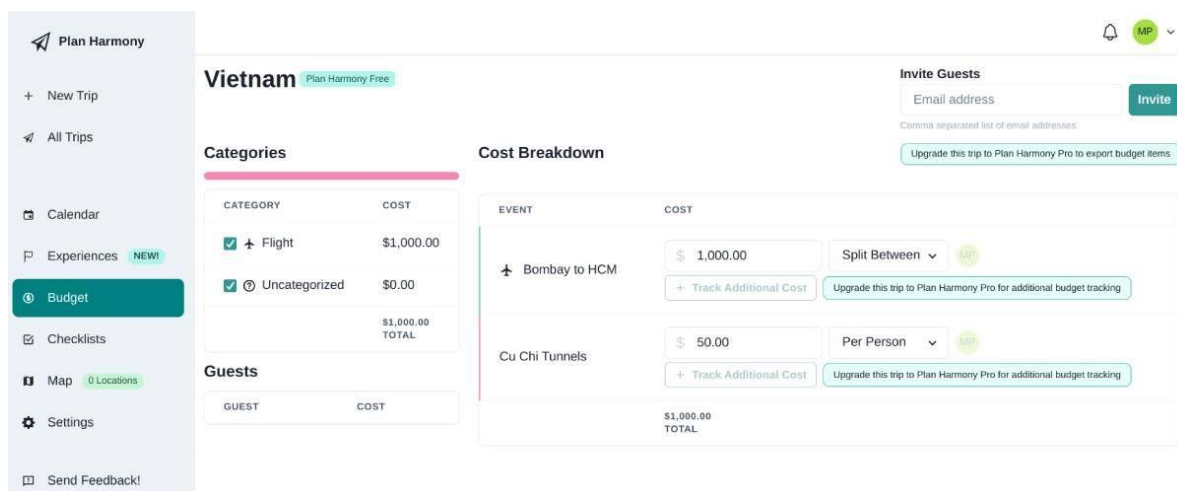 Plan Harmony
MP
+ New Trip
All Trips
Calendar
Experiences NEW!
Budget
Checklists
Map 0 Locations
Settings
Send Feedback!
Vietnam Plan Harmony Free
Invite Guests
Email address
Invite
Comma separated list of email addresses
Upgrade this trip to Plan Harmony Pro to export budget items
Categories
CATEGORY COST
Flight $1,000.00
Uncategorized $0.00
$1,000.00
TOTAL
Guests
GUEST COST
Cost Breakdown
EVENT COST
Bombay to HCM $ 1,000.00 Split Between MP
+ Track Additional Cost Upgrade this trip to Plan Harmony Pro for additional budget tracking
Cu Chi Tunnels $ 50.00 Per Person MP
+ Track Additional Cost Upgrade this trip to Plan Harmony Pro for additional budget tracking
$1,000.00
TOTAL